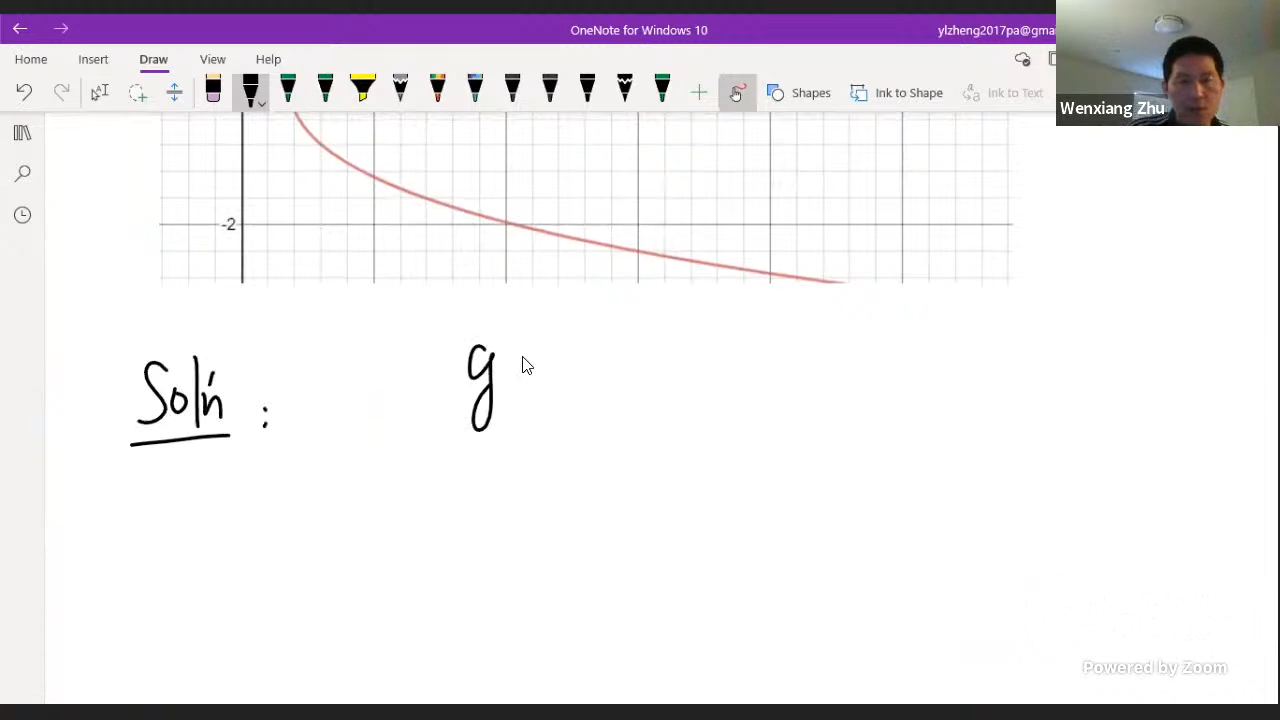 OneNote for Windows 10
ylzheng2017pa@gma
Home Insert Draw View Help
Shapes Ink to Shape Ink to Text
Wenxiang Zhu
-2
Sol'n : g
Powered by Zoom